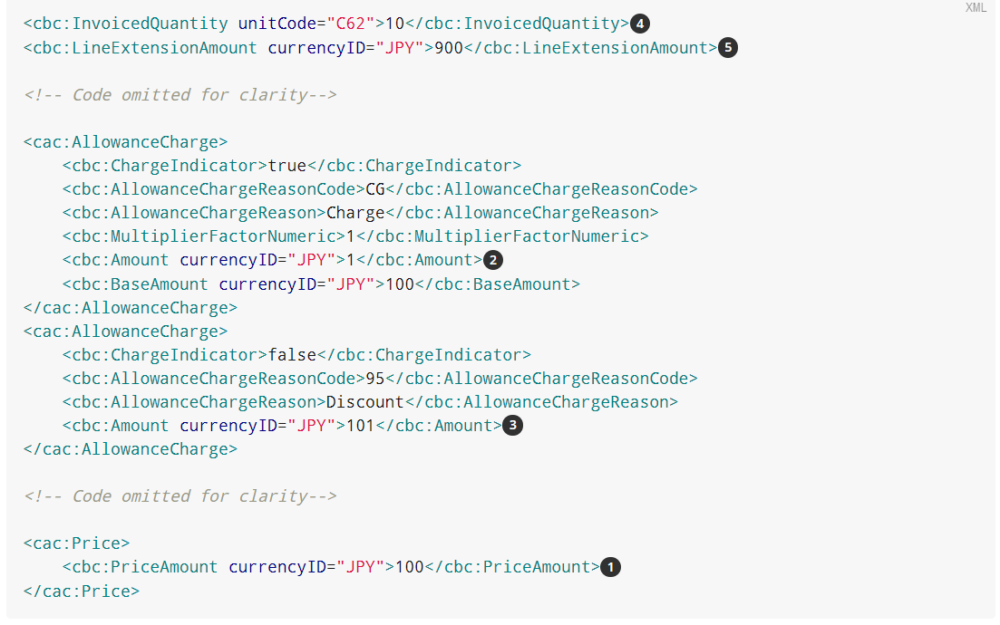 XML
<cbc:InvoicedQuantity unitCode="C62">10</cbc:InvoicedQuantity>4
<cbc:LineExtensionAmount currencyID="JPY">900</cbc:LineExtensionAmount>5
<!-- Code omitted for clarity-->
<cac:AllowanceCharge>
    <cbc:ChargeIndicator>true</cbc:ChargeIndicator>
    <cbc:AllowanceChargeReasonCode>CG</cbc:AllowanceChargeReasonCode>
    <cbc:AllowanceChargeReason>Charge</cbc:AllowanceChargeReason>
    <cbc:MultiplierFactorNumeric>1</cbc:MultiplierFactorNumeric>
    <cbc:Amount currencyID="JPY">1</cbc:Amount>2
    <cbc:BaseAmount currencyID="JPY">100</cbc:BaseAmount>
</cac:AllowanceCharge>
<cac:AllowanceCharge>
    <cbc:ChargeIndicator>false</cbc:ChargeIndicator>
    <cbc:AllowanceChargeReasonCode>95</cbc:AllowanceChargeReasonCode>
    <cbc:AllowanceChargeReason>Discount</cbc:AllowanceChargeReason>
    <cbc:Amount currencyID="JPY">101</cbc:Amount>3
</cac:AllowanceCharge>
<!-- Code omitted for clarity-->
<cac:Price>
    <cbc:PriceAmount currencyID="JPY">100</cbc:PriceAmount>1
</cac:Price>